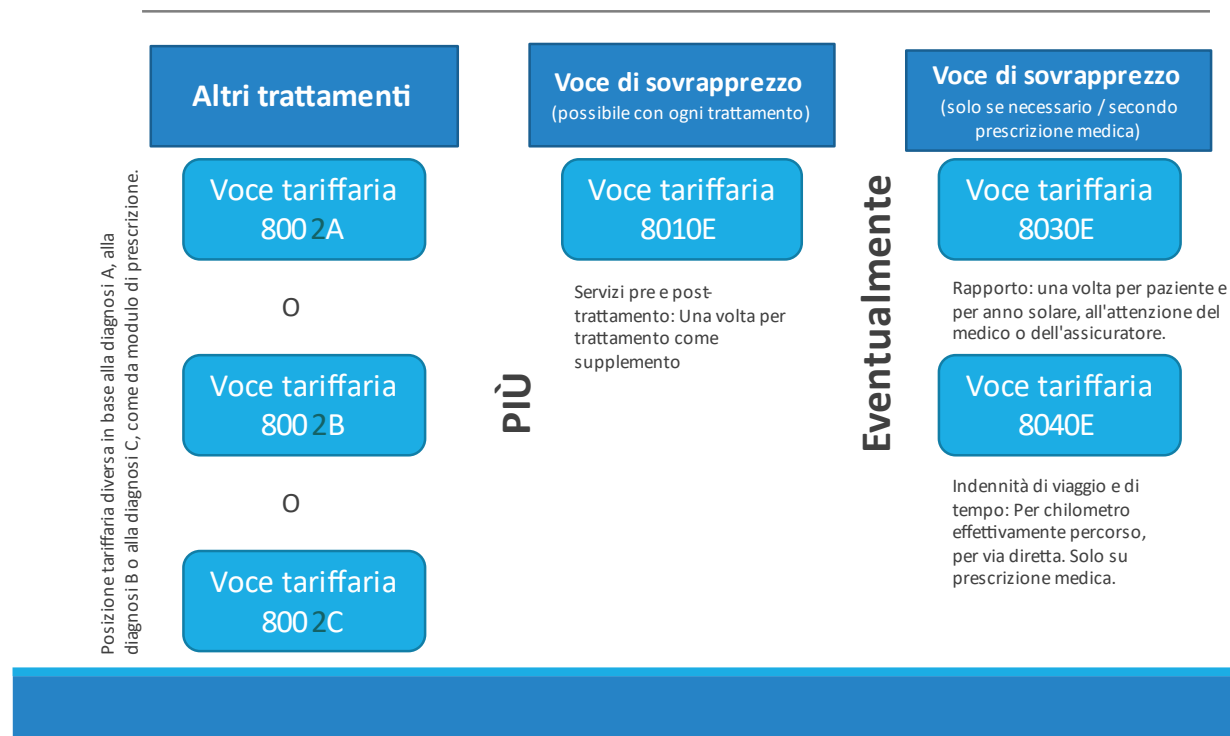 Altri trattamenti
Posizione tariffaria diversa in base alla diagnosi A, alla
diagnosi B o alla diagnosi C, come da modulo di prescrizione.
Voce tariffaria
8002A
O
Voce tariffaria
8002B
O
Voce tariffaria
8002C
PIÙ
Voce di sovrapprezzo
(possibile con ogni trattamento)
Voce tariffaria
8010E
Servizi pre e post-
trattamento: Una volta per
trattamento come
supplemento
Eventualmente
Voce di sovrapprezzo
(solo se necessario / secondo
prescrizione medica)
Voce tariffaria
8030E
Rapporto: una volta per paziente e
per anno solare, all'attenzione del
medico o dell'assicuratore.
Voce tariffaria
8040E
Indennità di viaggio e di
tempo: Per chilometro
effettivamente percorso,
per via diretta. Solo su
prescrizione medica.